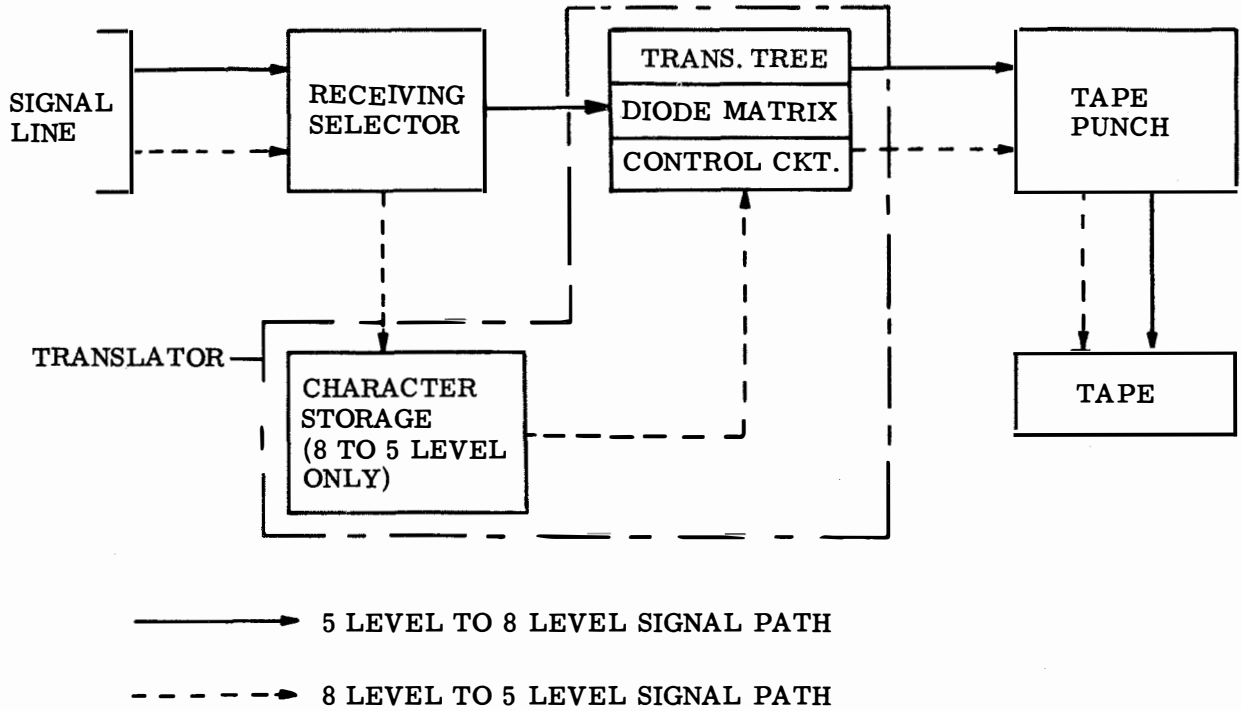 SIGNAL
LINE
RECEIVING
SELECTOR
TRANS. TREE
DIODE MATRIX
CONTROL CKT.
TAPE
PUNCH
TRANSLATOR
CHARACTER
STORAGE
(8 TO 5 LEVEL
ONLY)
TAPE
5 LEVEL TO 8 LEVEL SIGNAL PATH
8 LEVEL TO 5 LEVEL SIGNAL PATH